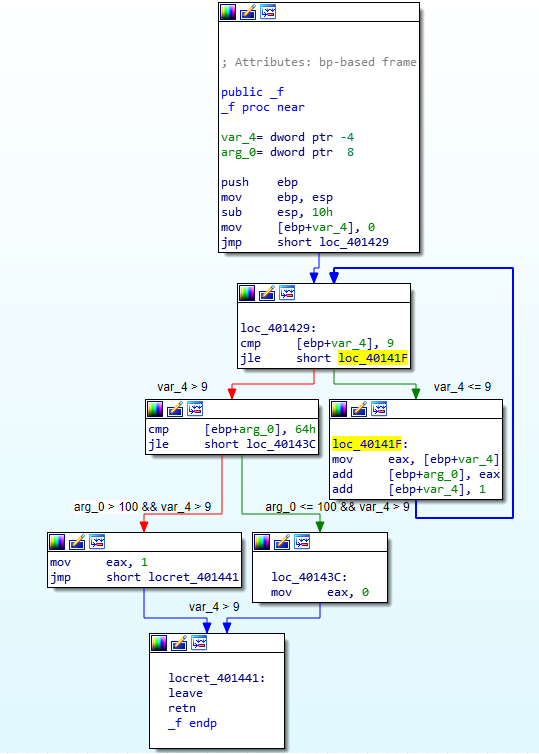 ; Attributes: bp-based frame
public _f
_f proc near
var_4= dword ptr -4
arg_0= dword ptr  8
push    ebp
mov     ebp, esp
sub     esp, 10h
mov     [ebp+var_4], 0
jmp     short loc_401429
loc_401429:
cmp     [ebp+var_4], 9
jle     short loc_40141F
var_4 > 9
var_4 <= 9
cmp     [ebp+arg_0], 64h
jle     short loc_40143C
loc_40141F:
mov     eax, [ebp+var_4]
add     [ebp+arg_0], eax
add     [ebp+var_4], 1
arg_0 > 100 && var_4 > 9
arg_0 <= 100 && var_4 > 9
mov     eax, 1
jmp     short locret_401441
loc_40143C:
mov     eax, 0
var_4 > 9
locret_401441:
leave
retn
_f endp